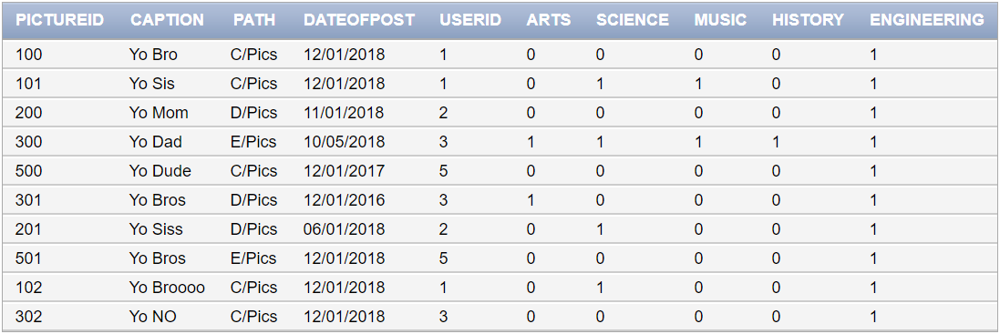 PICTUREID CAPTION PATH DATEOFPOST USERID ARTS SCIENCE MUSIC HISTORY ENGINEERING
100 Yo Bro C/Pics 12/01/2018 1 0 0 0 0 1
101 Yo Sis C/Pics 12/01/2018 1 0 1 1 0 1
200 Yo Mom D/Pics 11/01/2018 2 0 0 0 0 1
300 Yo Dad E/Pics 10/05/2018 3 1 1 1 1 1
500 Yo Dude C/Pics 12/01/2017 5 0 0 0 0 1
301 Yo Bros D/Pics 12/01/2016 3 1 0 0 0 1
201 Yo Siss D/Pics 06/01/2018 2 0 1 0 0 1
501 Yo Bros E/Pics 12/01/2018 5 0 0 0 0 1
102 Yo Broooo C/Pics 12/01/2018 1 0 1 0 0 1
302 Yo NO C/Pics 12/01/2018 3 0 0 0 0 1